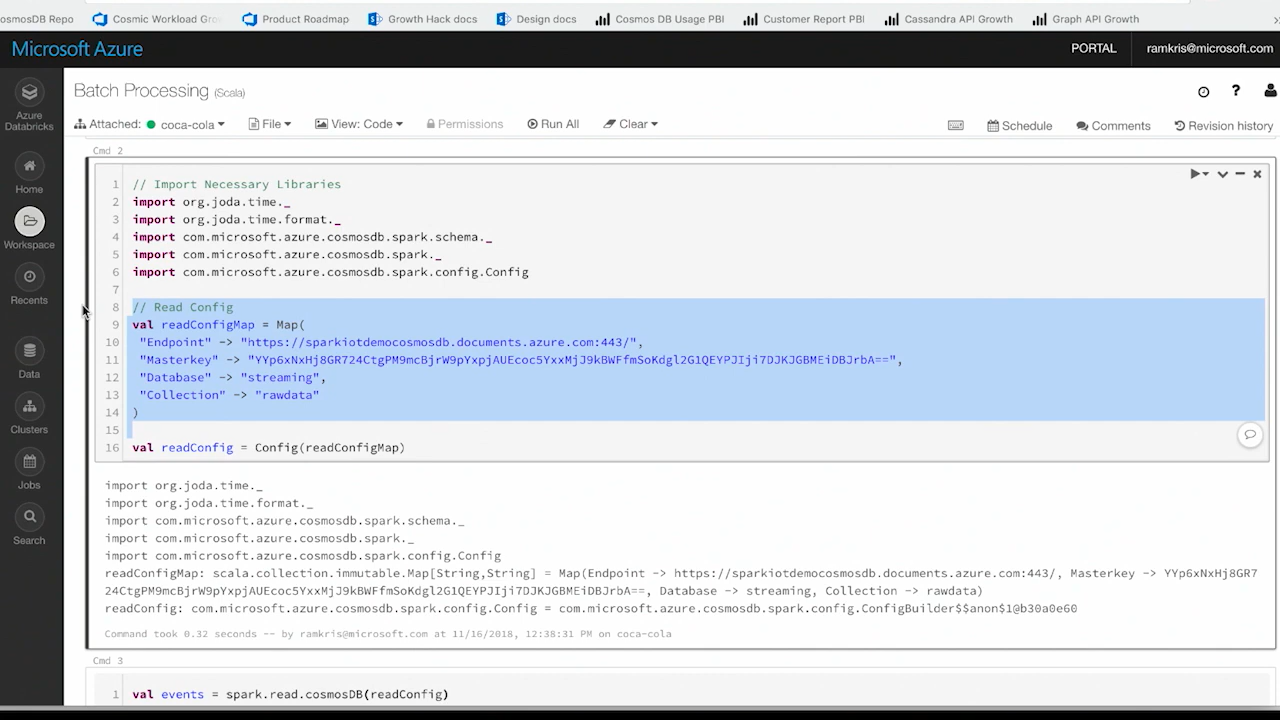 osmosDB Repo Cosmic Workload Gro Product Roadmap Growth Hack docs Design docs Cosmos DB Usage PBI Customer Report PBI Cassandra API Growth Graph API Growth
Microsoft Azure PORTAL ramkris@microsoft.com
Azure Databricks
Home
Workspace
Recents
Data
Clusters
Jobs
Search
Batch Processing (Scala)
Attached: coca-cola File View: Code Permissions Run All Clear Schedule Comments Revision history
Cmd 2
1 // Import Necessary Libraries
2 import org.joda.time._
3 import org.joda.time.format._
4 import com.microsoft.azure.cosmosdb.spark.schema._
5 import com.microsoft.azure.cosmosdb.spark._
6 import com.microsoft.azure.cosmosdb.spark.config.Config
7
8 // Read Config
9 val readConfigMap = Map(
10 "Endpoint" -> "https://sparkiotdemocosmosdb.documents.azure.com:443/",
11 "Masterkey" -> "YYp6xNxHj8GR724CtgPM9mcBjrW9pYxpjAUEcoc5YxxMjJ9kBWFfmSoKdgl2G1QEYPJIji7DJKJGBMEiDBJrbA==",
12 "Database" -> "streaming",
13 "Collection" -> "rawdata"
14 )
15
16 val readConfig = Config(readConfigMap)
import org.joda.time._
import org.joda.time.format._
import com.microsoft.azure.cosmosdb.spark.schema._
import com.microsoft.azure.cosmosdb.spark._
import com.microsoft.azure.cosmosdb.spark.config.Config
readConfigMap: scala.collection.immutable.Map[String,String] = Map(Endpoint -> https://sparkiotdemocosmosdb.documents.azure.com:443/, Masterkey -> YYp6xNxHj8GR7
24CtgPM9mcBjrW9pYxpjAUEcoc5YxxMjJ9kBWFfmSoKdgl2G1QEYPJIji7DJKJGBMEiDBJrbA==, Database -> streaming, Collection -> rawdata)
readConfig: com.microsoft.azure.cosmosdb.spark.config.Config = com.microsoft.azure.cosmosdb.spark.config.ConfigBuilder$$anon$1@b30a0e60
Command took 0.32 seconds -- by ramkris@microsoft.com at 11/16/2018, 12:38:31 PM on coca-cola
Cmd 3
1 val events = spark.read.cosmosDB(readConfig)